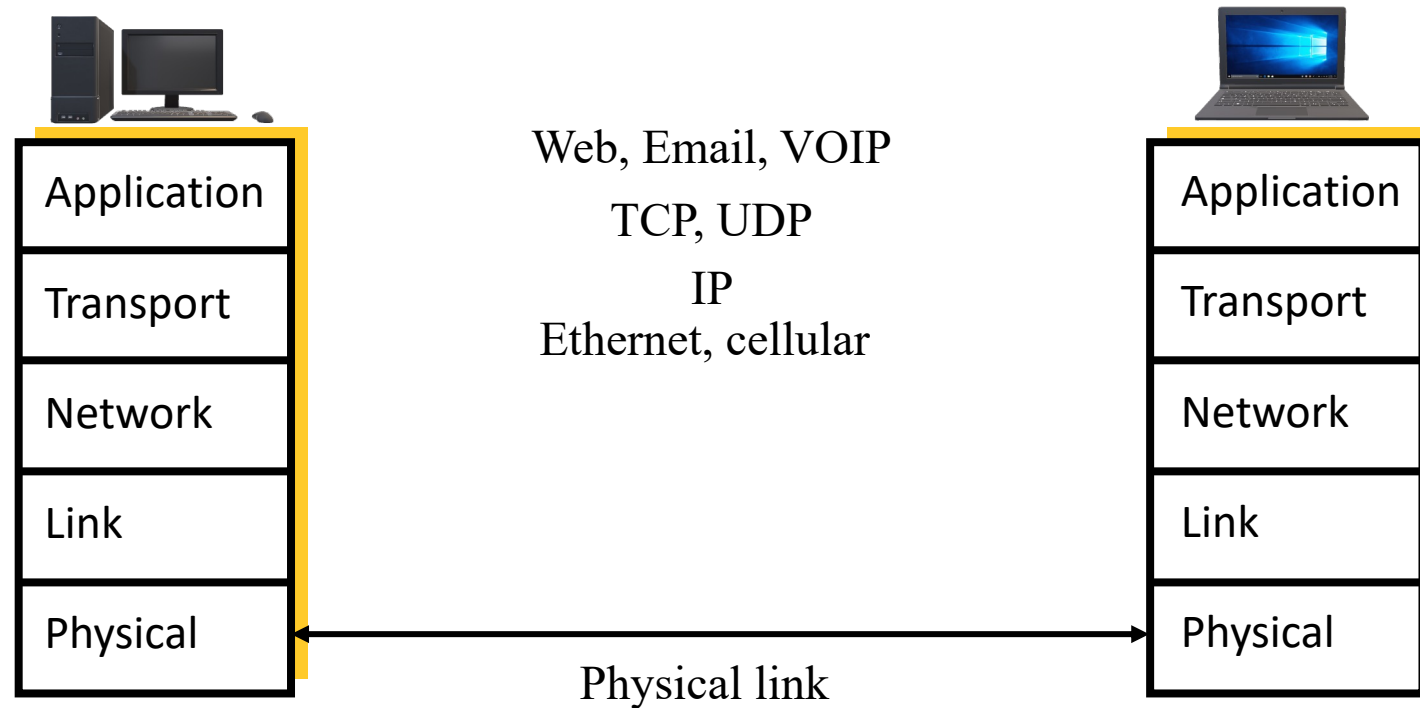 Application
Transport
Network
Link
Physical
Web, Email, VOIP
TCP, UDP
IP
Ethernet, cellular
Physical link
Application
Transport
Network
Link
Physical